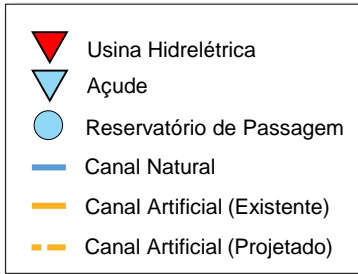 Usina Hidrelétrica
Açude
Reservatório de Passagem
Canal Natural
Canal Artificial (Existente)
Canal Artificial (Projetado)